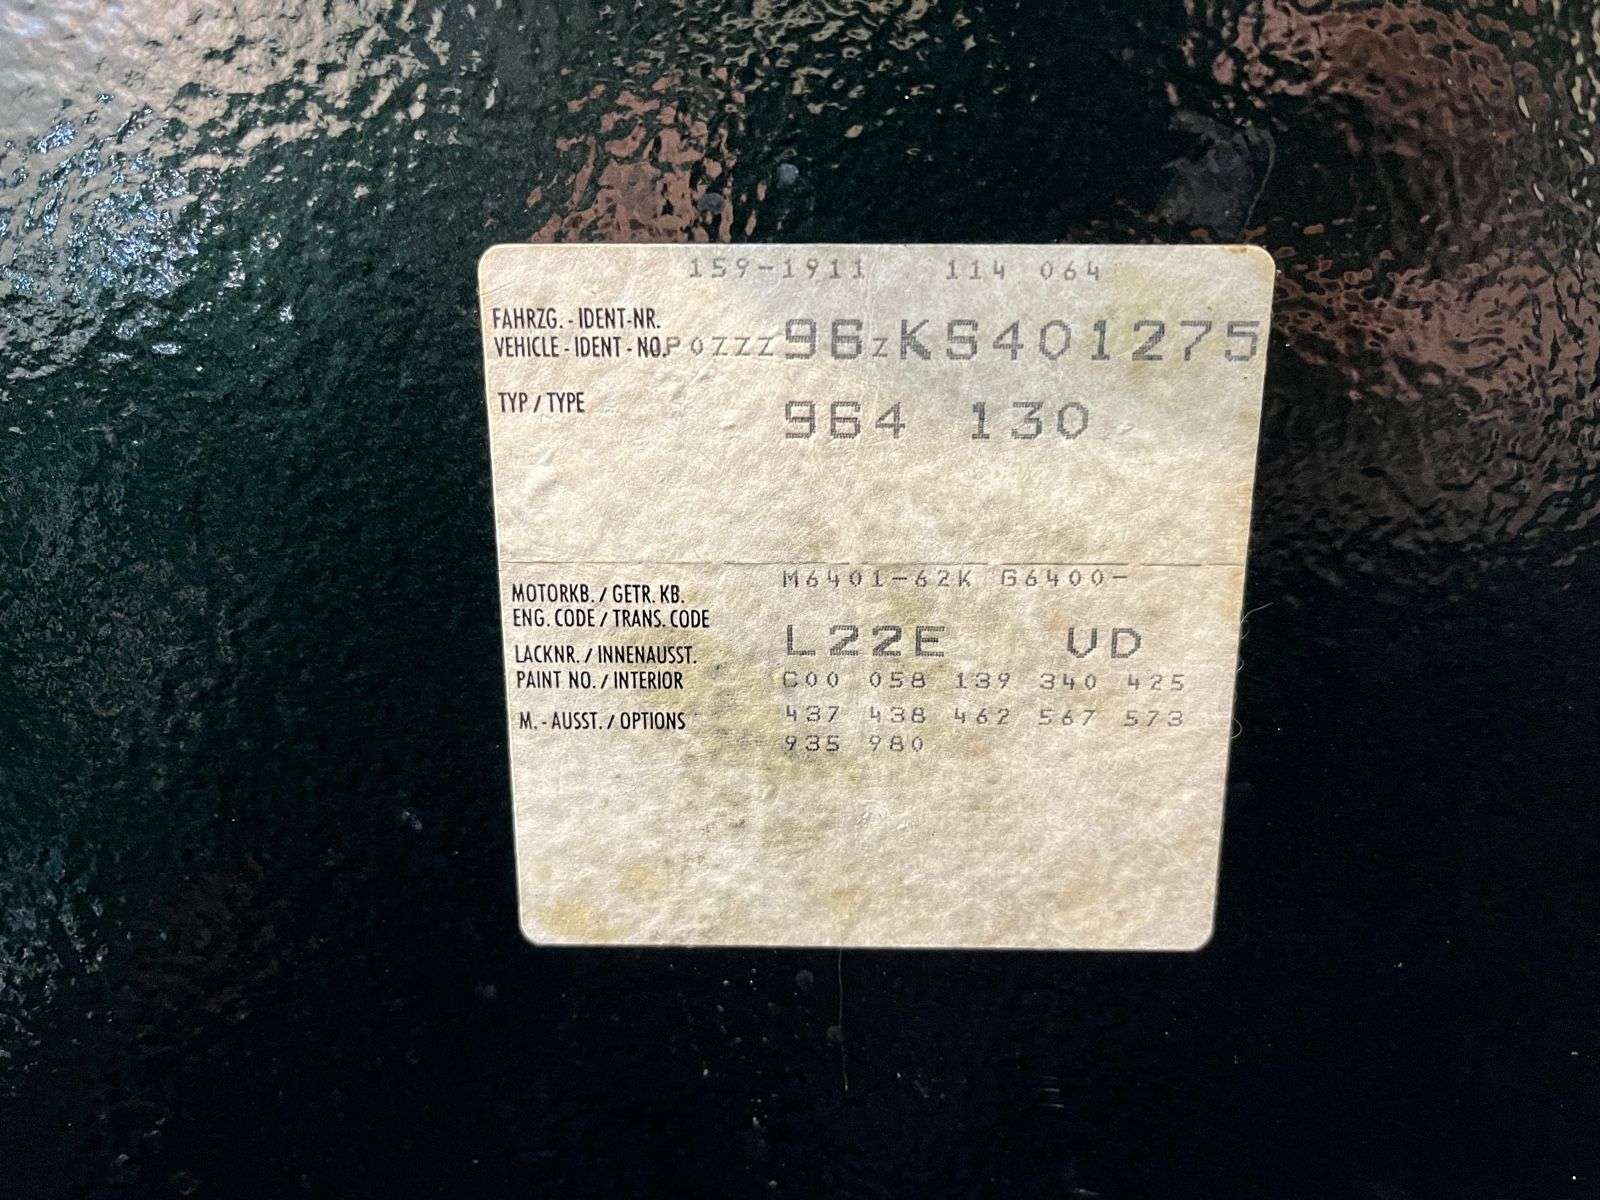 159-1911 114 064
FAHRZG. - IDENT-NR.
VEHICLE - IDENT - NO. P0ZZZ96ZKS401275
TYP / TYPE 964 130
M6401-62K G6400-
MOTORKB. / GETR. KB.
ENG. CODE / TRANS. CODE
L22E VD
LACKNR. / INNENAUSST.
PAINT NO. / INTERIOR C00 058 139 340 425
M. - AUSST. / OPTIONS 437 438 462 567 573
935 980